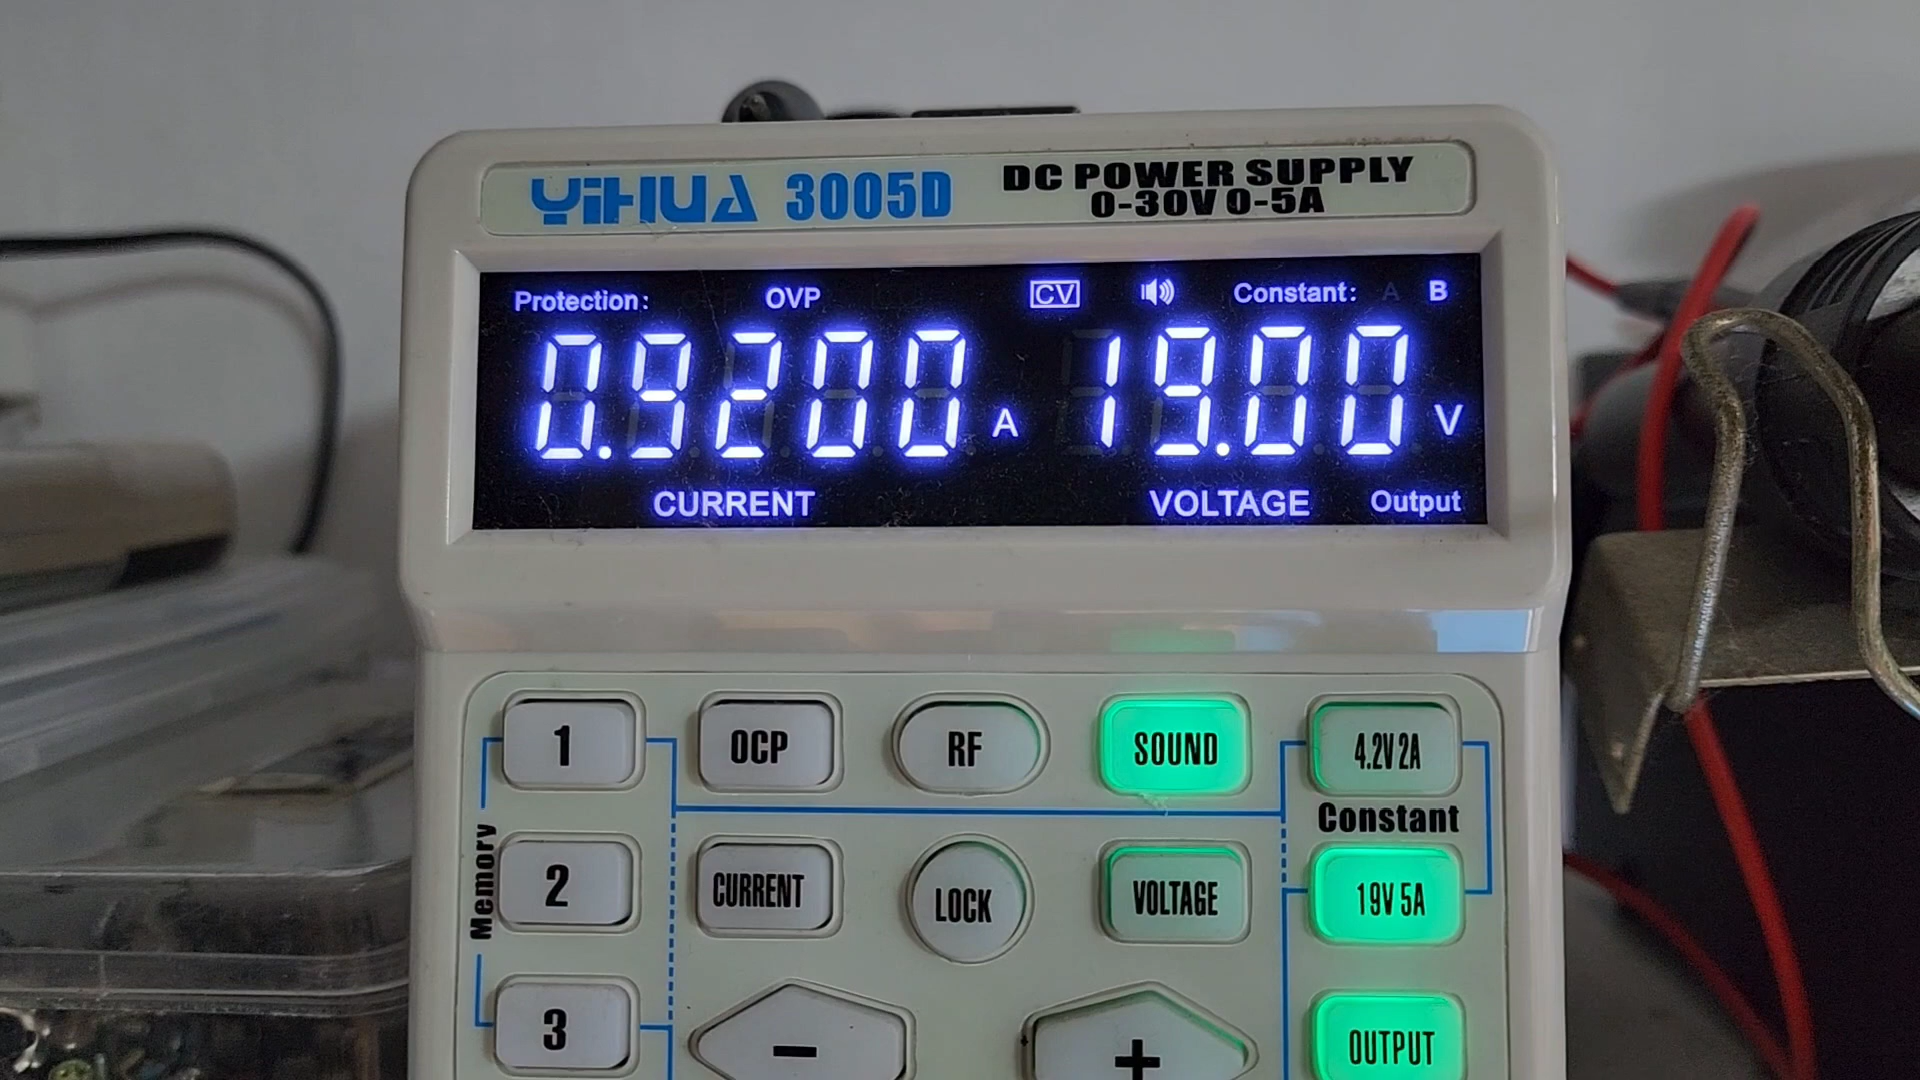 YIHUA 3005D DC POWER SUPPLY
0-30V 0-5A
Protection: OVP CV Constant: A B
0.9200 A 19.00 V
CURRENT VOLTAGE Output
1 OCP RF SOUND 4.2V 2A
Constant
Memory
2 CURRENT LOCK VOLTAGE 19V 5A
3 - + OUTPUT